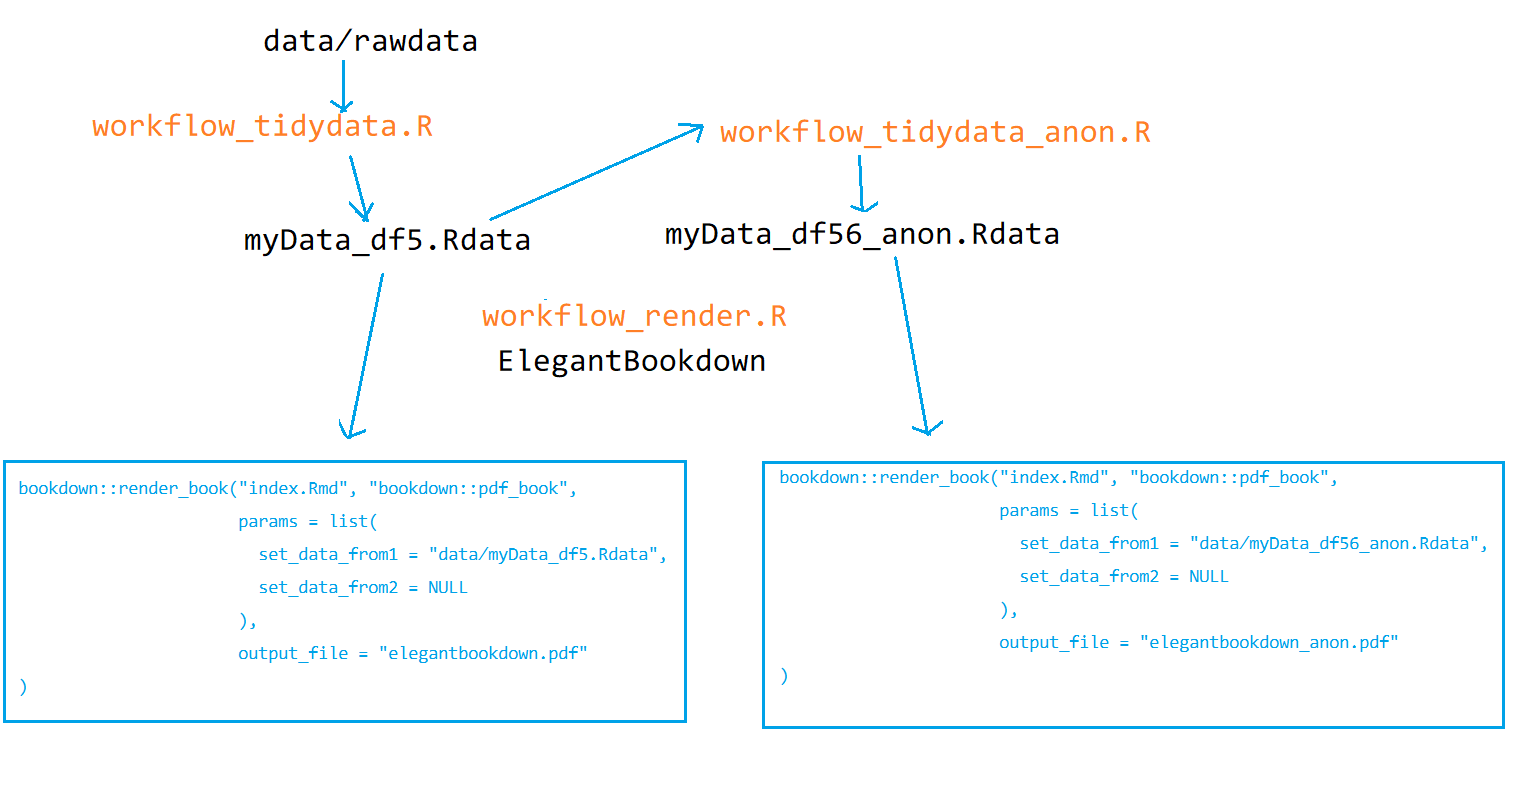 data/rawdata
workflow_tidydata.R
workflow_tidydata_anon.R
myData_df5.Rdata
myData_df56_anon.Rdata
workflow_render.R
ElegantBookdown
bookdown::render_book("index.Rmd", "bookdown::pdf_book",
params = list(
set_data_from1 = "data/myData_df5.Rdata",
set_data_from2 = NULL
),
output_file = "elegantbookdown.pdf"
)
bookdown::render_book("index.Rmd", "bookdown::pdf_book",
params = list(
set_data_from1 = "data/myData_df56_anon.Rdata",
set_data_from2 = NULL
),
output_file = "elegantbookdown_anon.pdf"
)